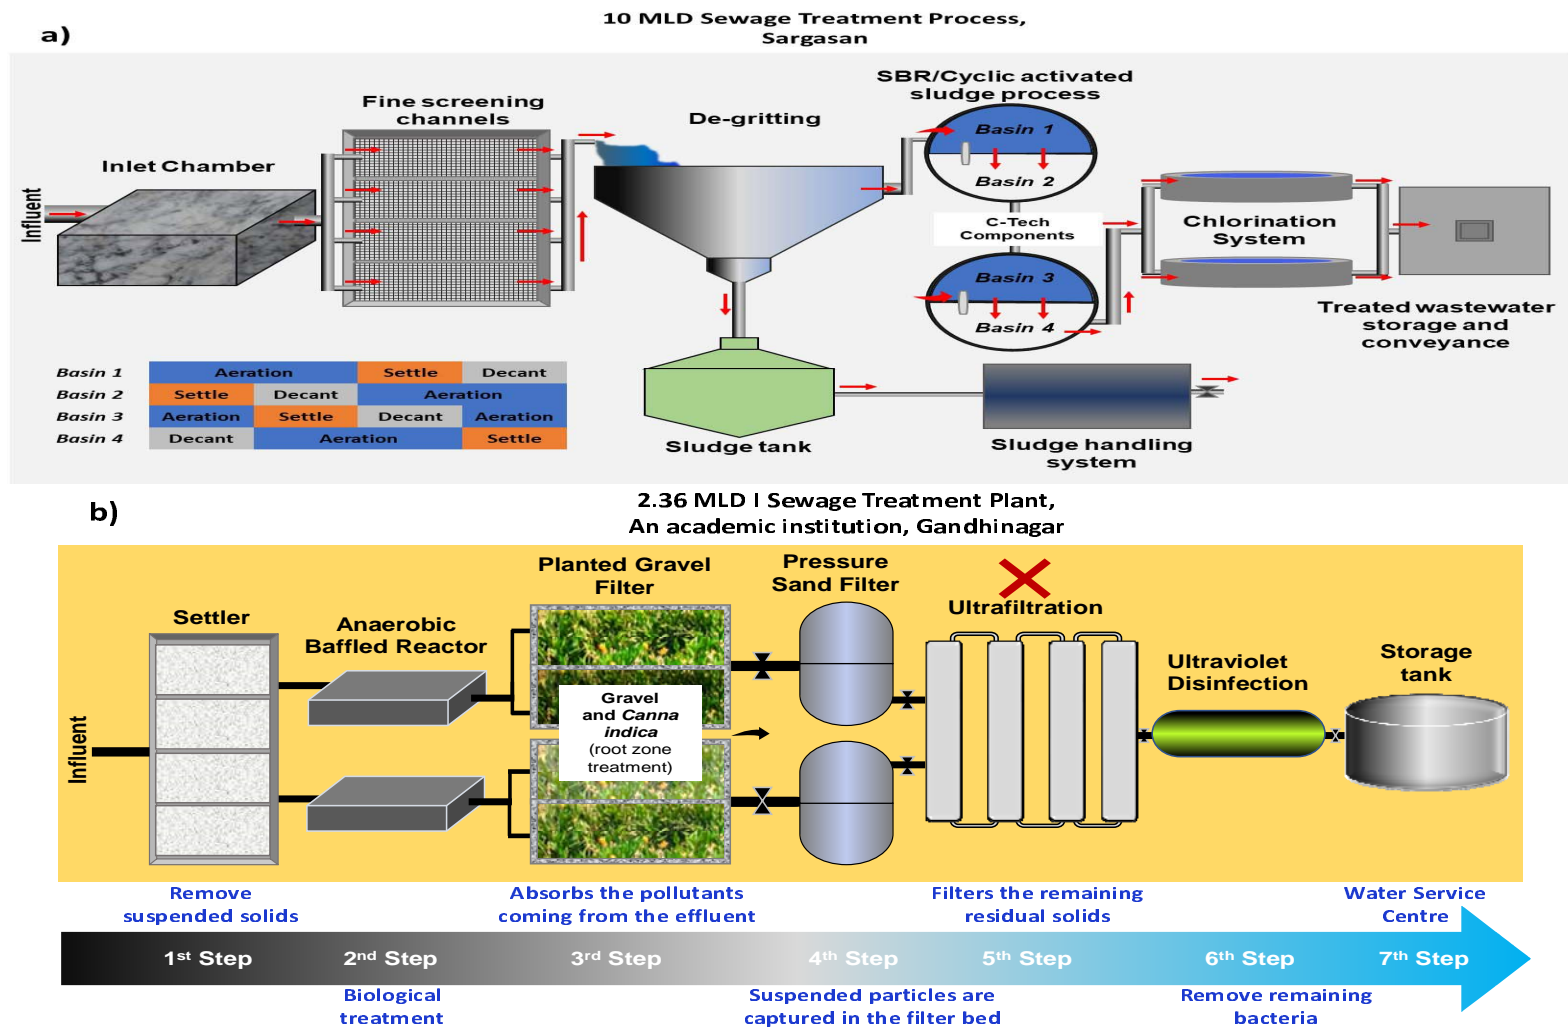 a)
10 MLD Sewage Treatment Process,
Sargasan
Influent
Inlet Chamber
Fine screening
channels
De-gritting
SBR/Cyclic activated
sludge process
Basin 1
Basin 2
C-Tech
Components
Basin 3
Basin 4
Chlorination
System
Treated wastewater
storage and
conveyance
Sludge tank
Sludge handling
system
Basin 1 Aeration Settle Decant
Basin 2 Settle Decant Aeration
Basin 3 Aeration Settle Decant Aeration
Basin 4 Decant Aeration Settle
b)
2.36 MLD I Sewage Treatment Plant,
An academic institution, Gandhinagar
Influent
Settler
Anaerobic
Baffled Reactor
Planted Gravel
Filter
Gravel
and Canna
indica
(root zone
treatment)
Pressure
Sand Filter
Ultrafiltration
Ultraviolet
Disinfection
Storage
tank
Remove
suspended solids
Absorbs the pollutants
coming from the effluent
Filters the remaining
residual solids
Water Service
Centre
1st Step 2nd Step 3rd Step 4th Step 5th Step 6th Step 7th Step
Biological
treatment
Suspended particles are
captured in the filter bed
Remove remaining
bacteria